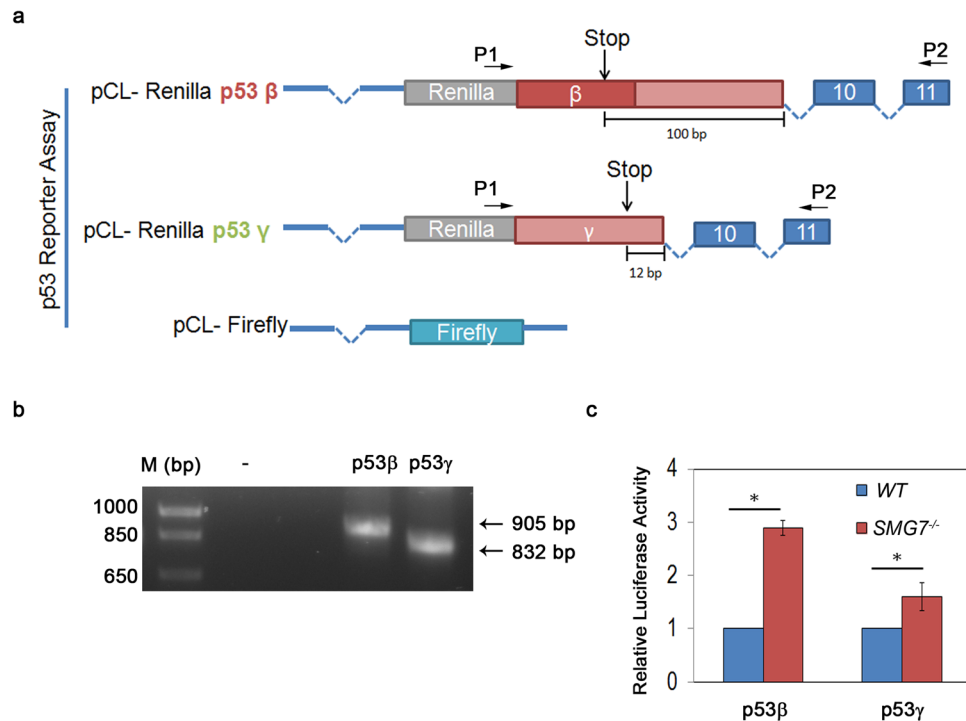 a
Stop
P1
P2
pCL- Renilla p53 β
Renilla
β
10
11
100 bp
p53 Reporter Assay
Stop
P1
P2
pCL- Renilla p53 γ
Renilla
γ
10
11
12 bp
pCL- Firefly
Firefly
b
M (bp)
-
p53β
p53γ
1000
850
650
← 905 bp
← 832 bp
c
Relative Luciferase Activity
4
3
2
1
0
*
*
WT
SMG7-/-
p53β
p53γ